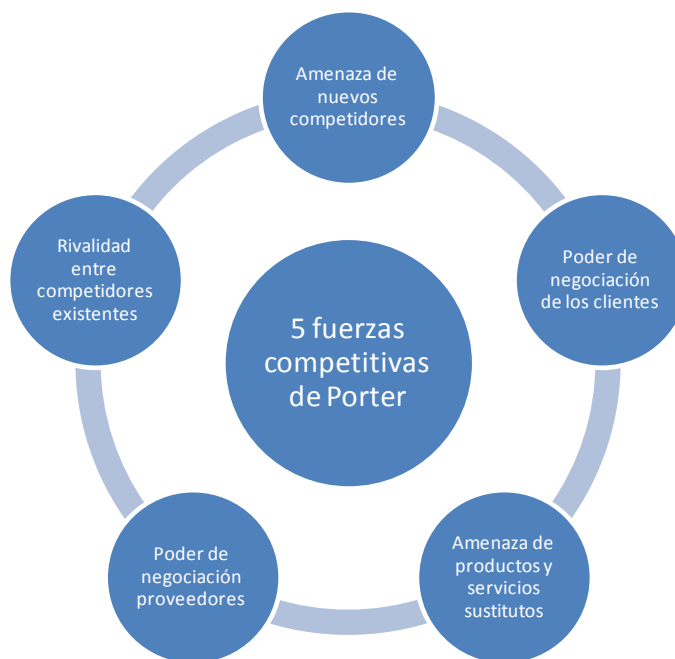 Amenaza de
nuevos
competidores
Poder de
negociación
de los clientes
Amenaza de
productos y
servicios
sustitutos
Poder de
negociación
proveedores
Rivalidad
entre
competidores
existentes
5 fuerzas
competitivas
de Porter